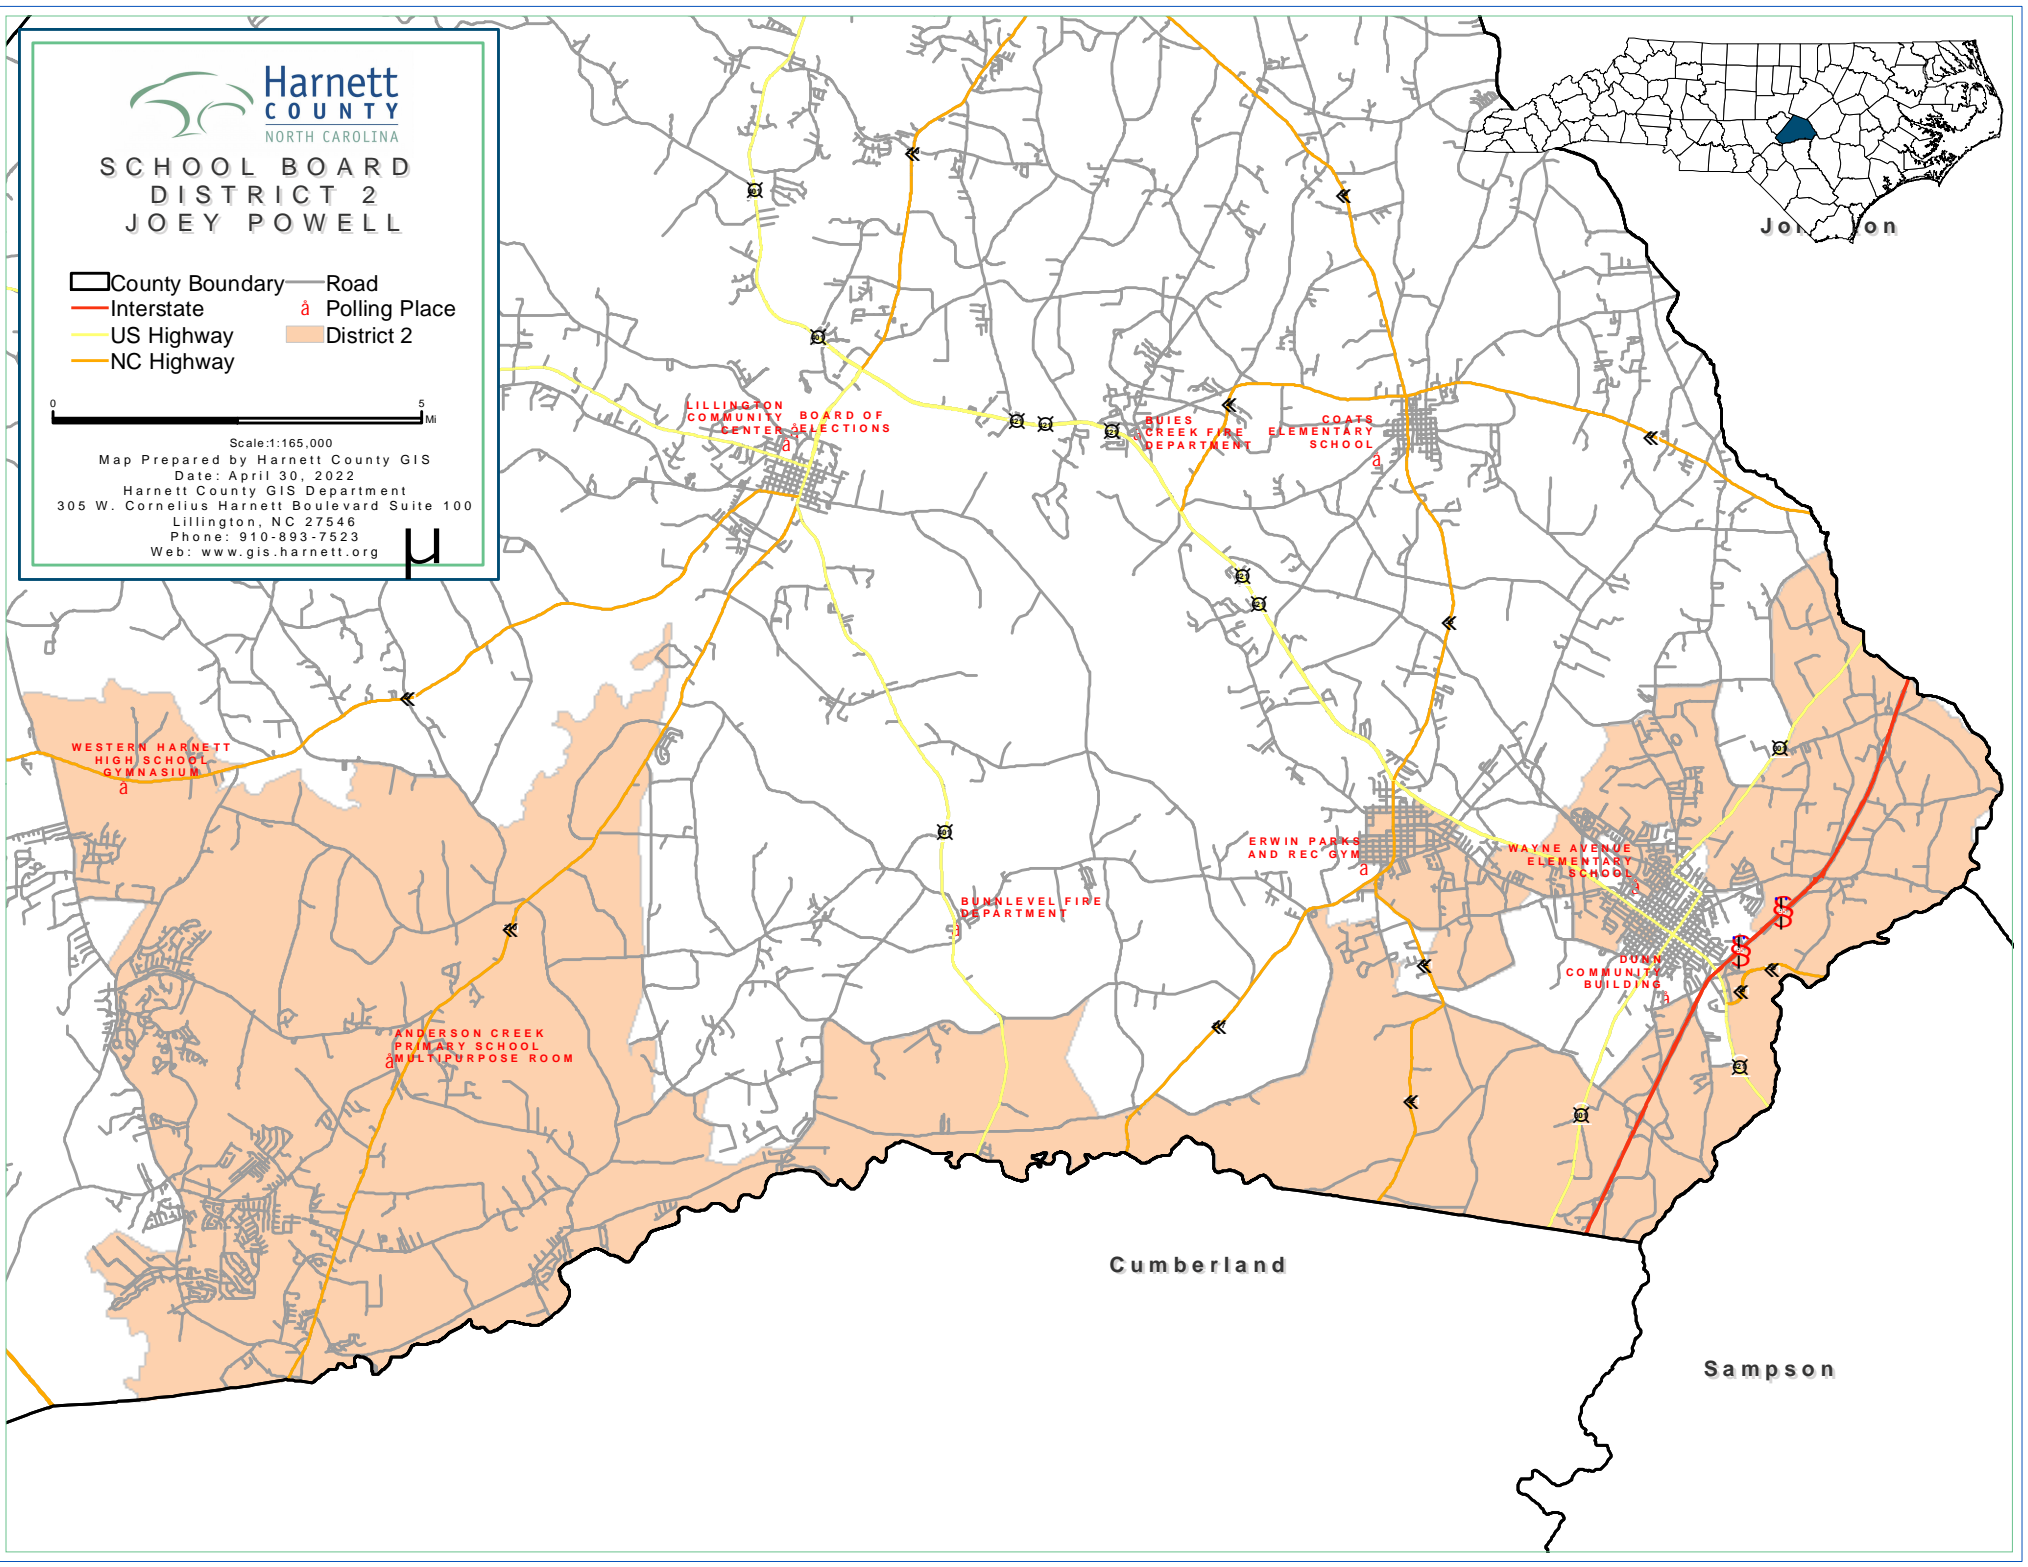 Harnett
COUNTY
NORTH CAROLINA
SCHOOL BOARD
DISTRICT 2
JOEY POWELL
County Boundary
Road
Interstate
å Polling Place
US Highway
District 2
NC Highway
0
5
Mi
Scale:1:165,000
Map Prepared by Harnett County GIS
Date: April 30, 2022
Harnett County GIS Department
305 W. Cornelius Harnett Boulevard Suite 100
Lillington, NC 27546
Phone: 910-893-7523
Web: www.gis.harnett.org
µ
LILLINGTON
COMMUNITY
CENTER
BOARD OF
ELECTIONS
BUIES
CREEK FIRE
DEPARTMENT
COATS
ELEMENTARY
SCHOOL
WESTERN HARNETT
HIGH SCHOOL
GYMNASIUM
ERWIN PARKS
AND REC GYM
WAYNE AVENUE
ELEMENTARY
SCHOOL
BUNNLEVEL FIRE
DEPARTMENT
DUNN
COMMUNITY
BUILDING
ANDERSON CREEK
PRIMARY SCHOOL
MULTIPURPOSE ROOM
Cumberland
Sampson